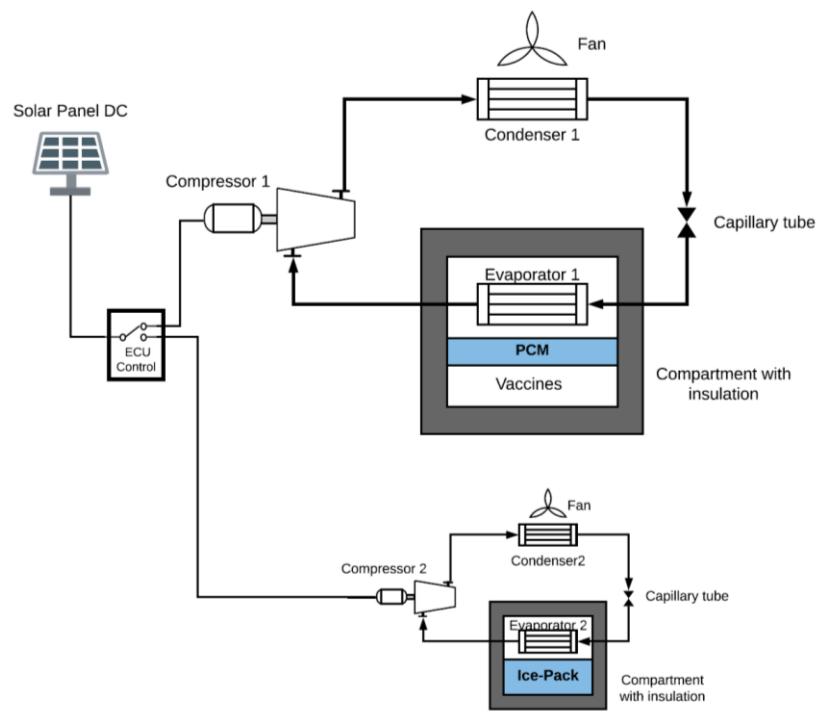 Fan
Solar Panel DC
Condenser 1
Compressor 1
Capillary tube
Evaporator 1
PCM
ECU
Control
Vaccines
Compartment with
insulation
Fan
Condenser2
Compressor 2
Capillary tube
Evaporator 2
Ice-Pack
Compartment
with insulation